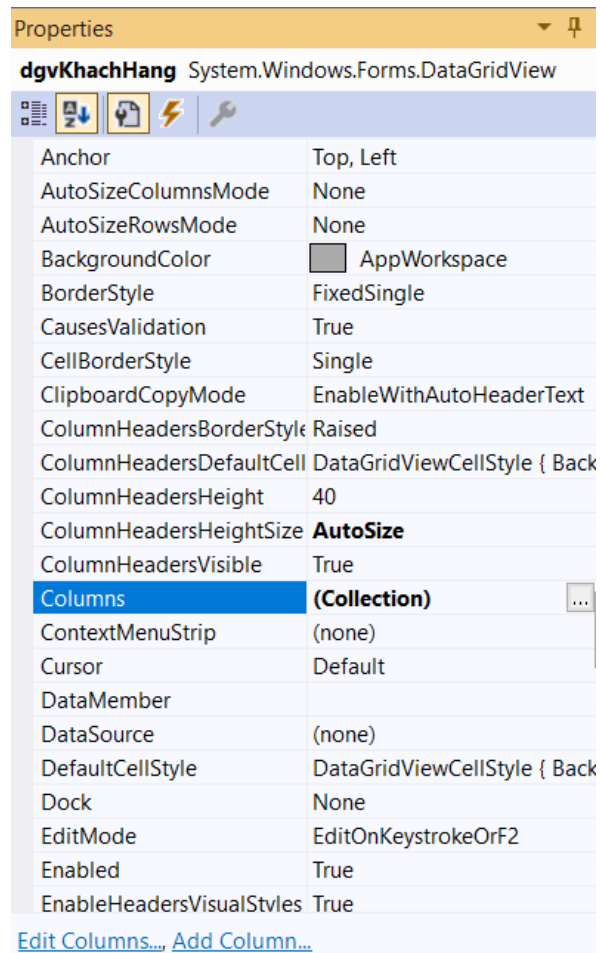 Properties
dgvKhachHang System.Windows.Forms.DataGridView
Anchor Top, Left
AutoSizeColumnsMode None
AutoSizeRowsMode None
BackgroundColor AppWorkspace
BorderStyle FixedSingle
CausesValidation True
CellBorderStyle Single
ClipboardCopyMode EnableWithAutoHeaderText
ColumnHeadersBorderStyle Raised
ColumnHeadersDefaultCell DataGridViewCellStyle { Back
ColumnHeadersHeight 40
ColumnHeadersHeightSize AutoSize
ColumnHeadersVisible True
Columns (Collection) ...
ContextMenuStrip (none)
Cursor Default
DataMember
DataSource (none)
DefaultCellStyle DataGridViewCellStyle { Back
Dock None
EditMode EditOnKeystrokeOrF2
Enabled True
EnableHeadersVisualStyles True
Edit Columns..., Add Column...